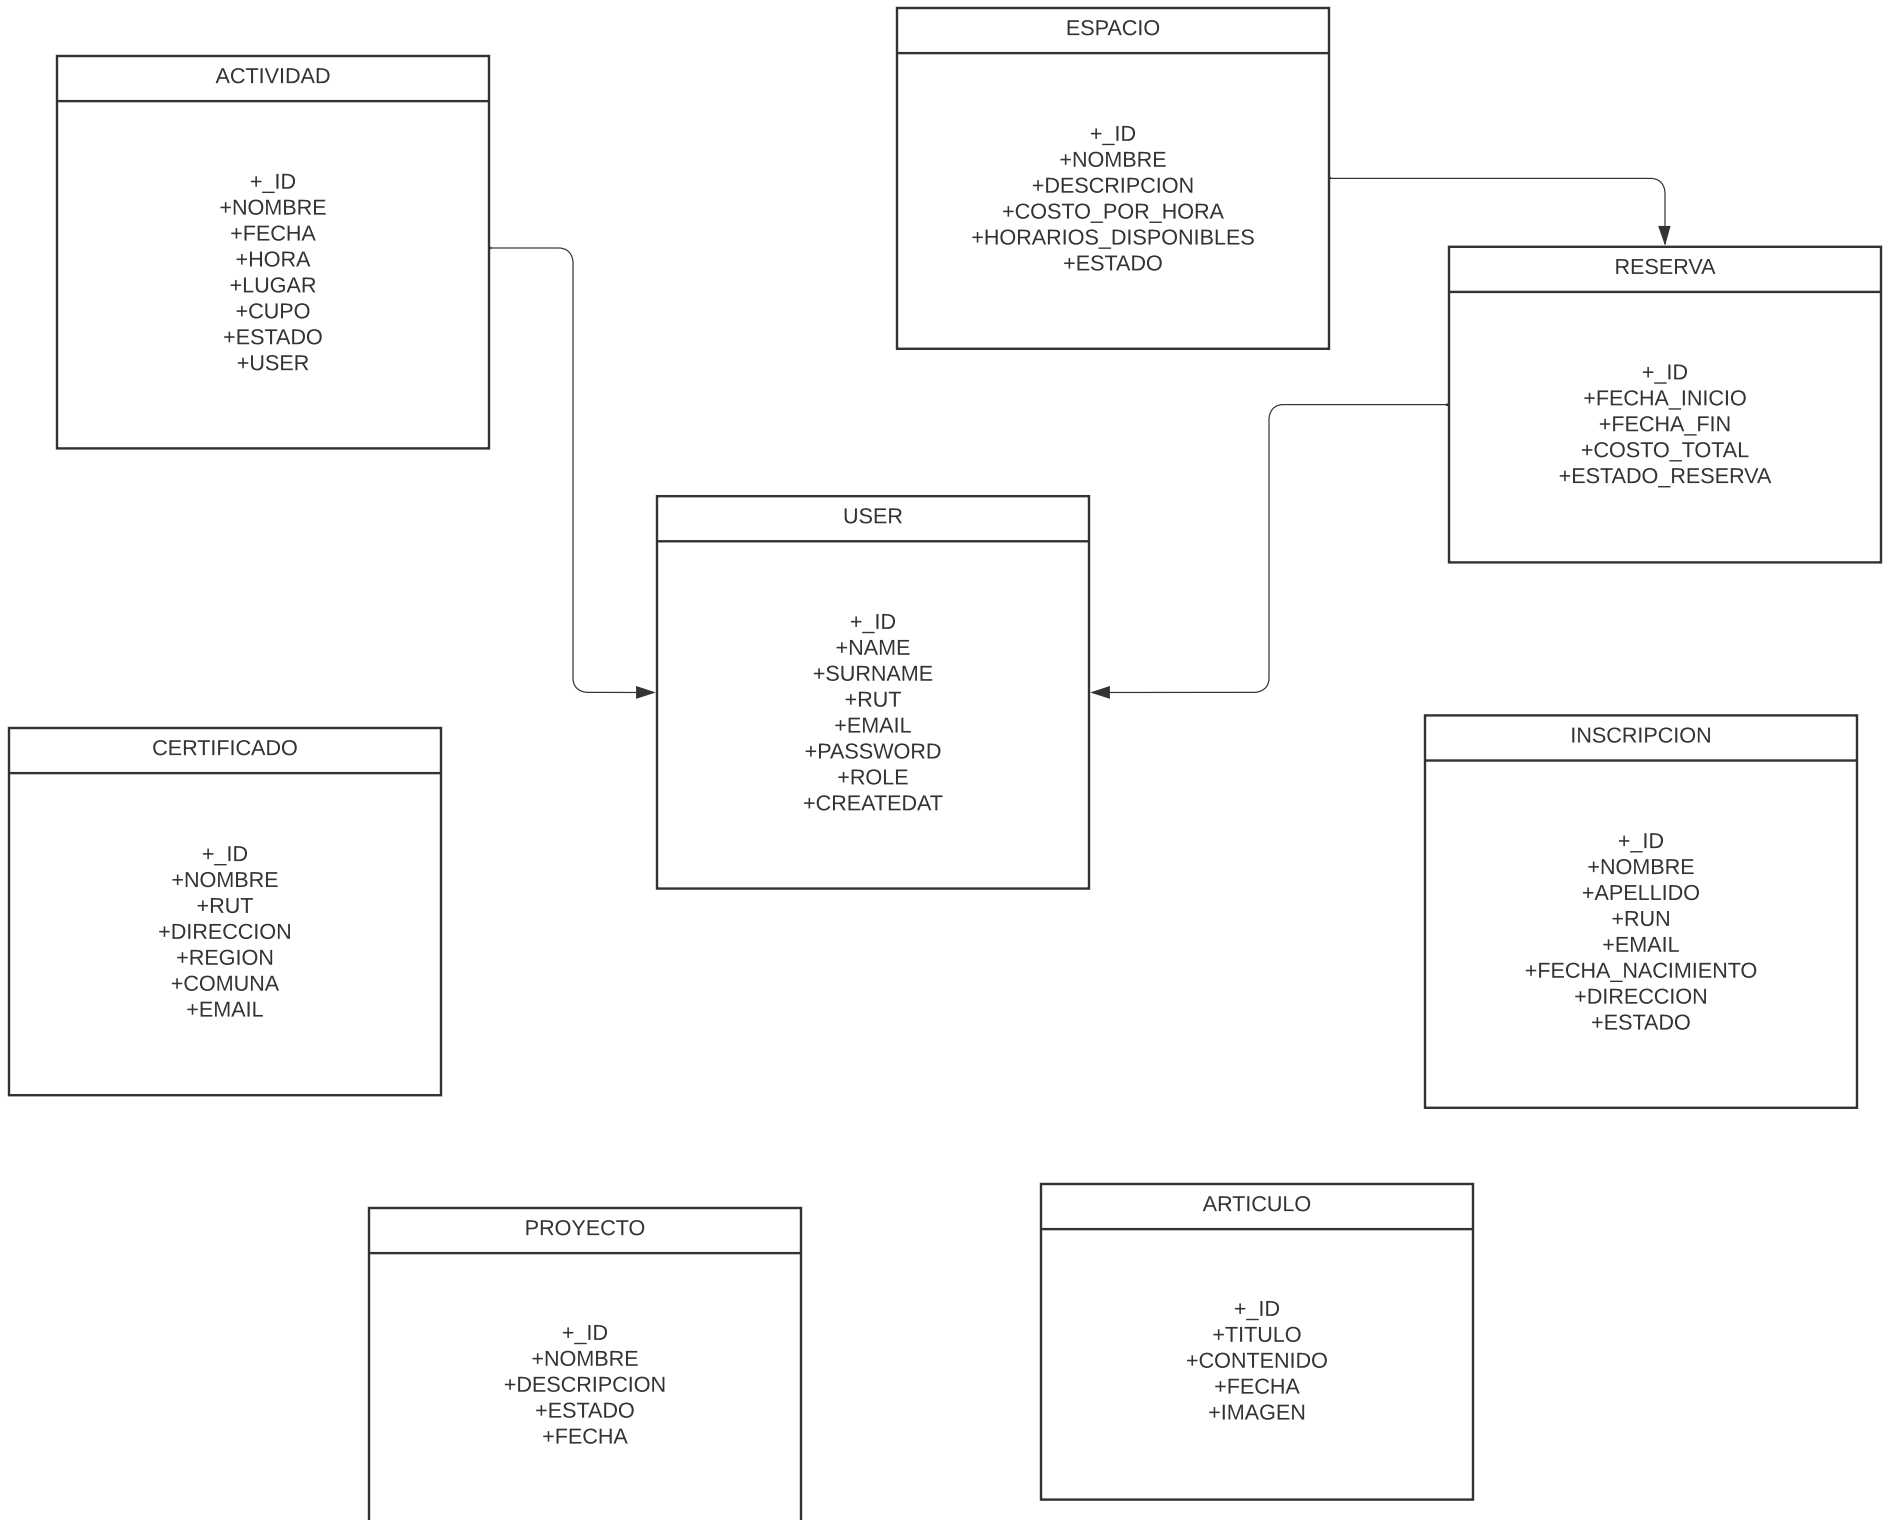 ACTIVIDAD
+_ID
+NOMBRE
+FECHA
+HORA
+LUGAR
+CUPO
+ESTADO
+USER
ESPACIO
+_ID
+NOMBRE
+DESCRIPCION
+COSTO_POR_HORA
+HORARIOS_DISPONIBLES
+ESTADO
RESERVA
+_ID
+FECHA_INICIO
+FECHA_FIN
+COSTO_TOTAL
+ESTADO_RESERVA
USER
+_ID
+NAME
+SURNAME
+RUT
+EMAIL
+PASSWORD
+ROLE
+CREATEDAT
CERTIFICADO
+_ID
+NOMBRE
+RUT
+DIRECCION
+REGION
+COMUNA
+EMAIL
INSCRIPCION
+_ID
+NOMBRE
+APELLIDO
+RUN
+EMAIL
+FECHA_NACIMIENTO
+DIRECCION
+ESTADO
PROYECTO
+_ID
+NOMBRE
+DESCRIPCION
+ESTADO
+FECHA
ARTICULO
+_ID
+TITULO
+CONTENIDO
+FECHA
+IMAGEN